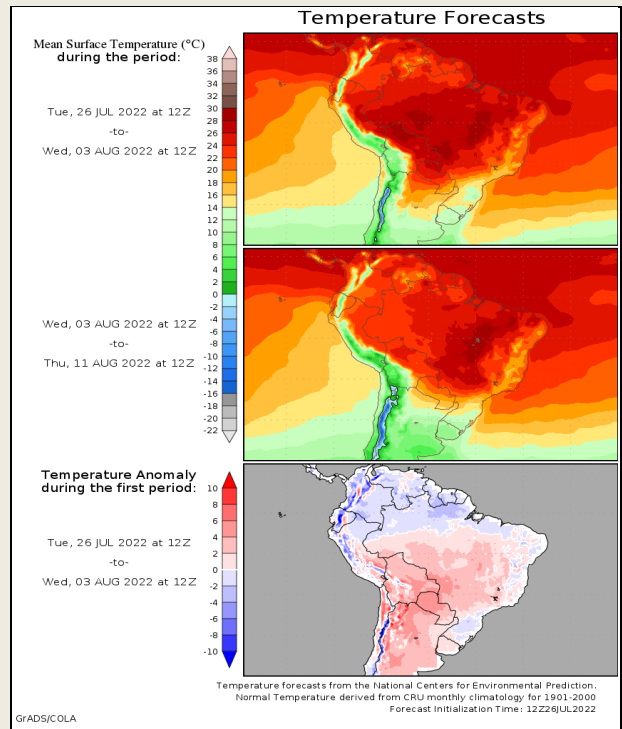 Temperature Forecasts
Mean Surface Temperature (°C)
during the period:
Tue, 26 JUL 2022 at 12Z
-to-
Wed, 03 AUG 2022 at 12Z
38
36
34
32
30
28
26
24
22
20
18
16
14
12
10
8
6
4
2
0
-2
-4
-6
-8
-10
-12
-14
-16
-18
-20
-22
Wed, 03 AUG 2022 at 12Z
-to-
Thu, 11 AUG 2022 at 12Z
Temperature Anomaly
during the first period:
Tue, 26 JUL 2022 at 12Z
-to-
Wed, 03 AUG 2022 at 12Z
10
8
6
4
2
0
-2
-4
-6
-8
-10
Temperature forecasts from the National Centers for Environmental Prediction.
Normal Temperature derived from CRU monthly climatology for 1901-2000
Forecast Initialization Time: 12Z26JUL2022
GrADS/COLA